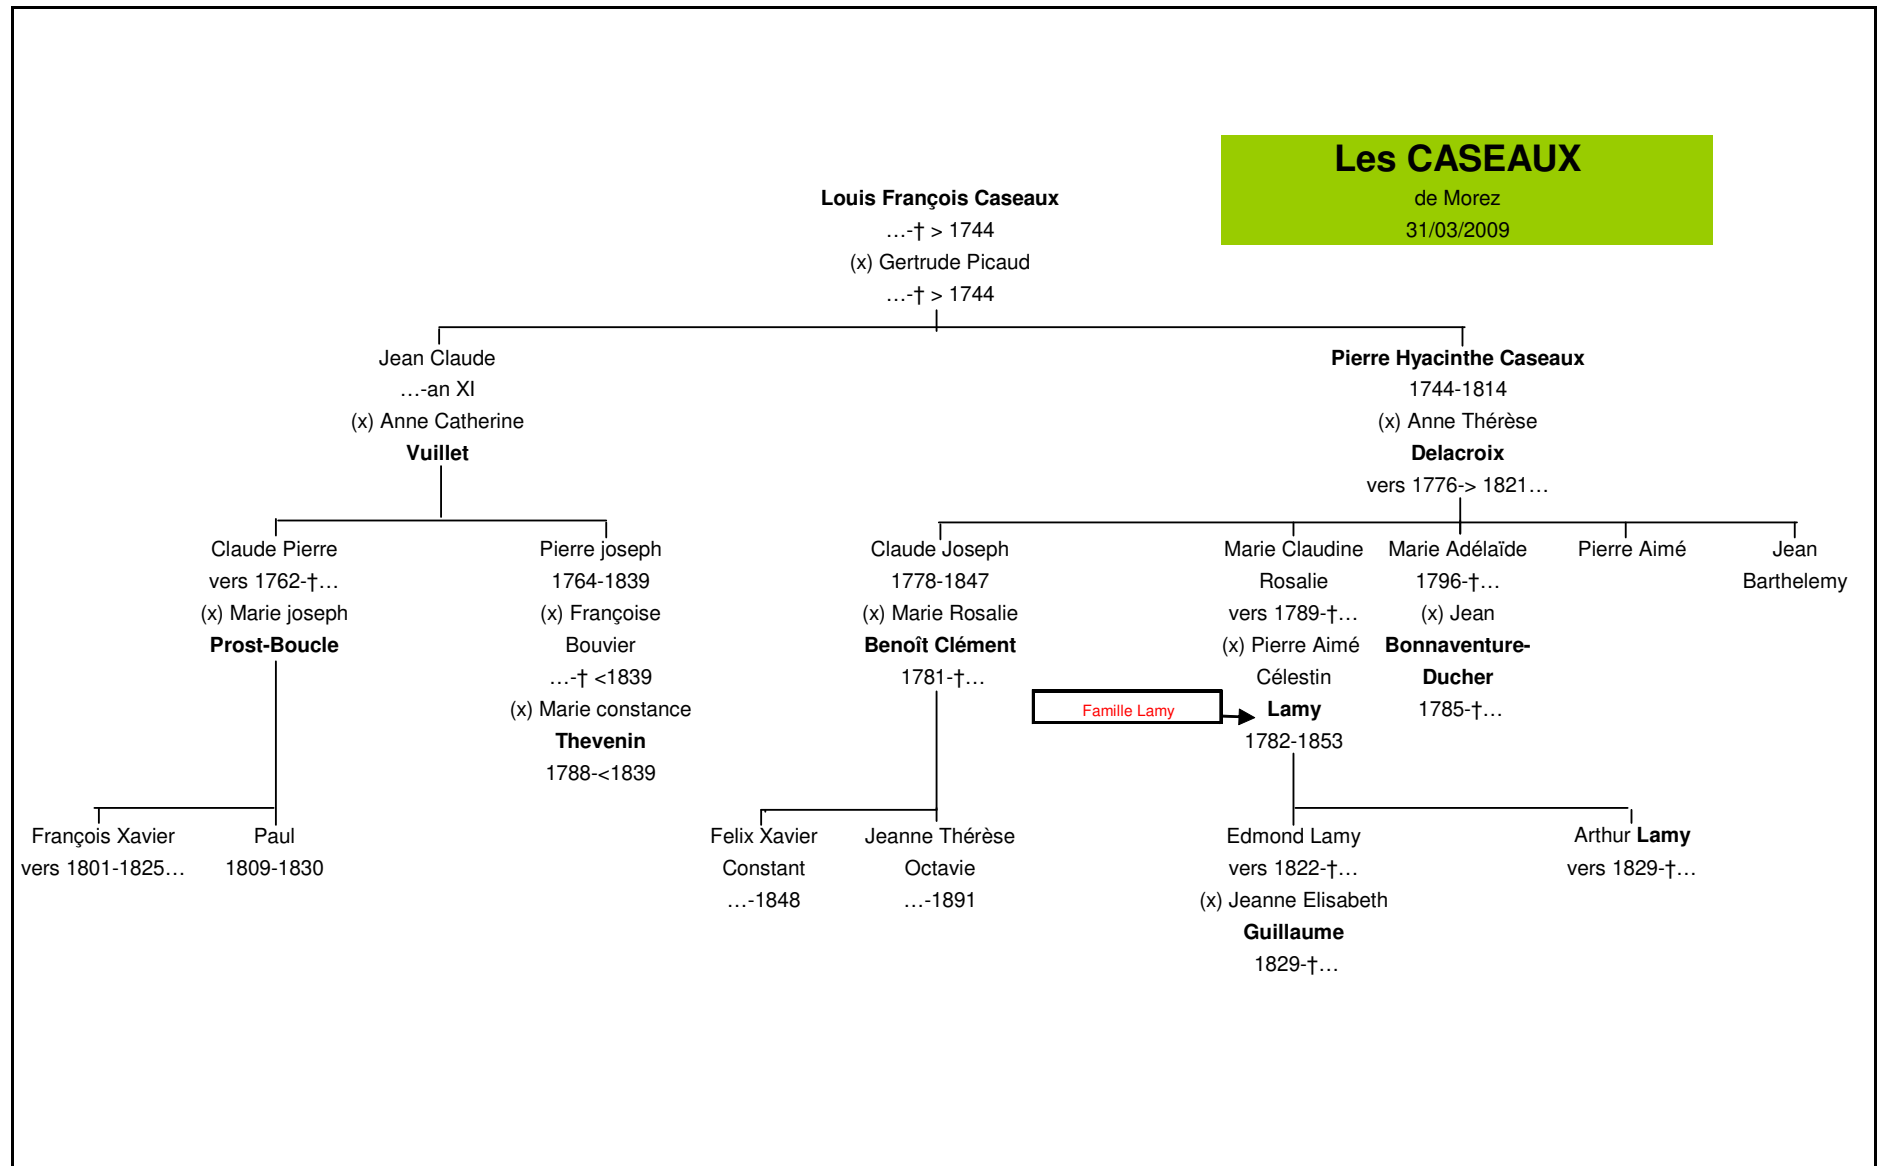 Les CASEAUX
de Morez
31/03/2009
Louis François Caseaux
…-† > 1744
(x) Gertrude Picaud
…-† > 1744
Jean Claude
…-an XI
(x) Anne Catherine
Vuillet
Pierre Hyacinthe Caseaux
1744-1814
(x) Anne Thérèse
Delacroix
vers 1776-> 1821…
Claude Pierre
vers 1762-†…
(x) Marie joseph
Prost-Boucle
Pierre joseph
1764-1839
(x) Françoise
Bouvier
…-† <1839
(x) Marie constance
Thevenin
1788-<1839
Claude Joseph
1778-1847
(x) Marie Rosalie
Benoît Clément
1781-†…
Marie Claudine
Rosalie
vers 1789-†…
(x) Pierre Aimé
Célestin
Lamy
1782-1853
Famille Lamy
Marie Adélaïde
1796-†…
(x) Jean
Bonnaventure-
Ducher
1785-†…
Pierre Aimé
Jean
Barthelemy
François Xavier
vers 1801-1825…
Paul
1809-1830
Felix Xavier
Constant
…-1848
Jeanne Thérèse
Octavie
…-1891
Edmond Lamy
vers 1822-†…
(x) Jeanne Elisabeth
Guillaume
1829-†…
Arthur Lamy
vers 1829-†…